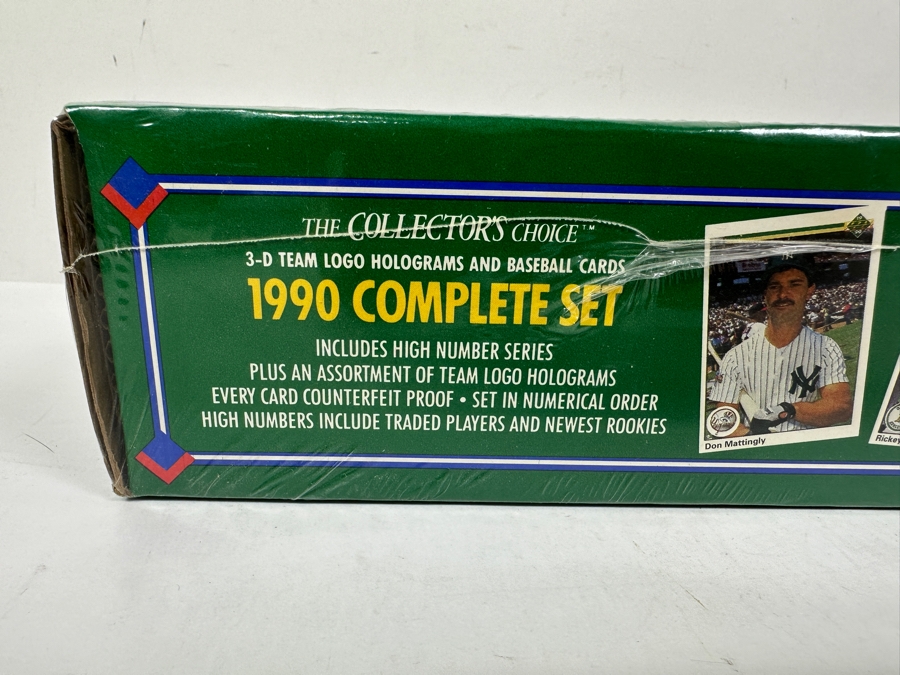 THE COLLECTOR'S CHOICE™
3-D TEAM LOGO HOLOGRAMS AND BASEBALL CARDS
1990 COMPLETE SET
INCLUDES HIGH NUMBER SERIES
PLUS AN ASSORTMENT OF TEAM LOGO HOLOGRAMS
EVERY CARD COUNTERFEIT PROOF • SET IN NUMERICAL ORDER
HIGH NUMBERS INCLUDE TRADED PLAYERS AND NEWEST ROOKIES
Don Mattingly
Rickey